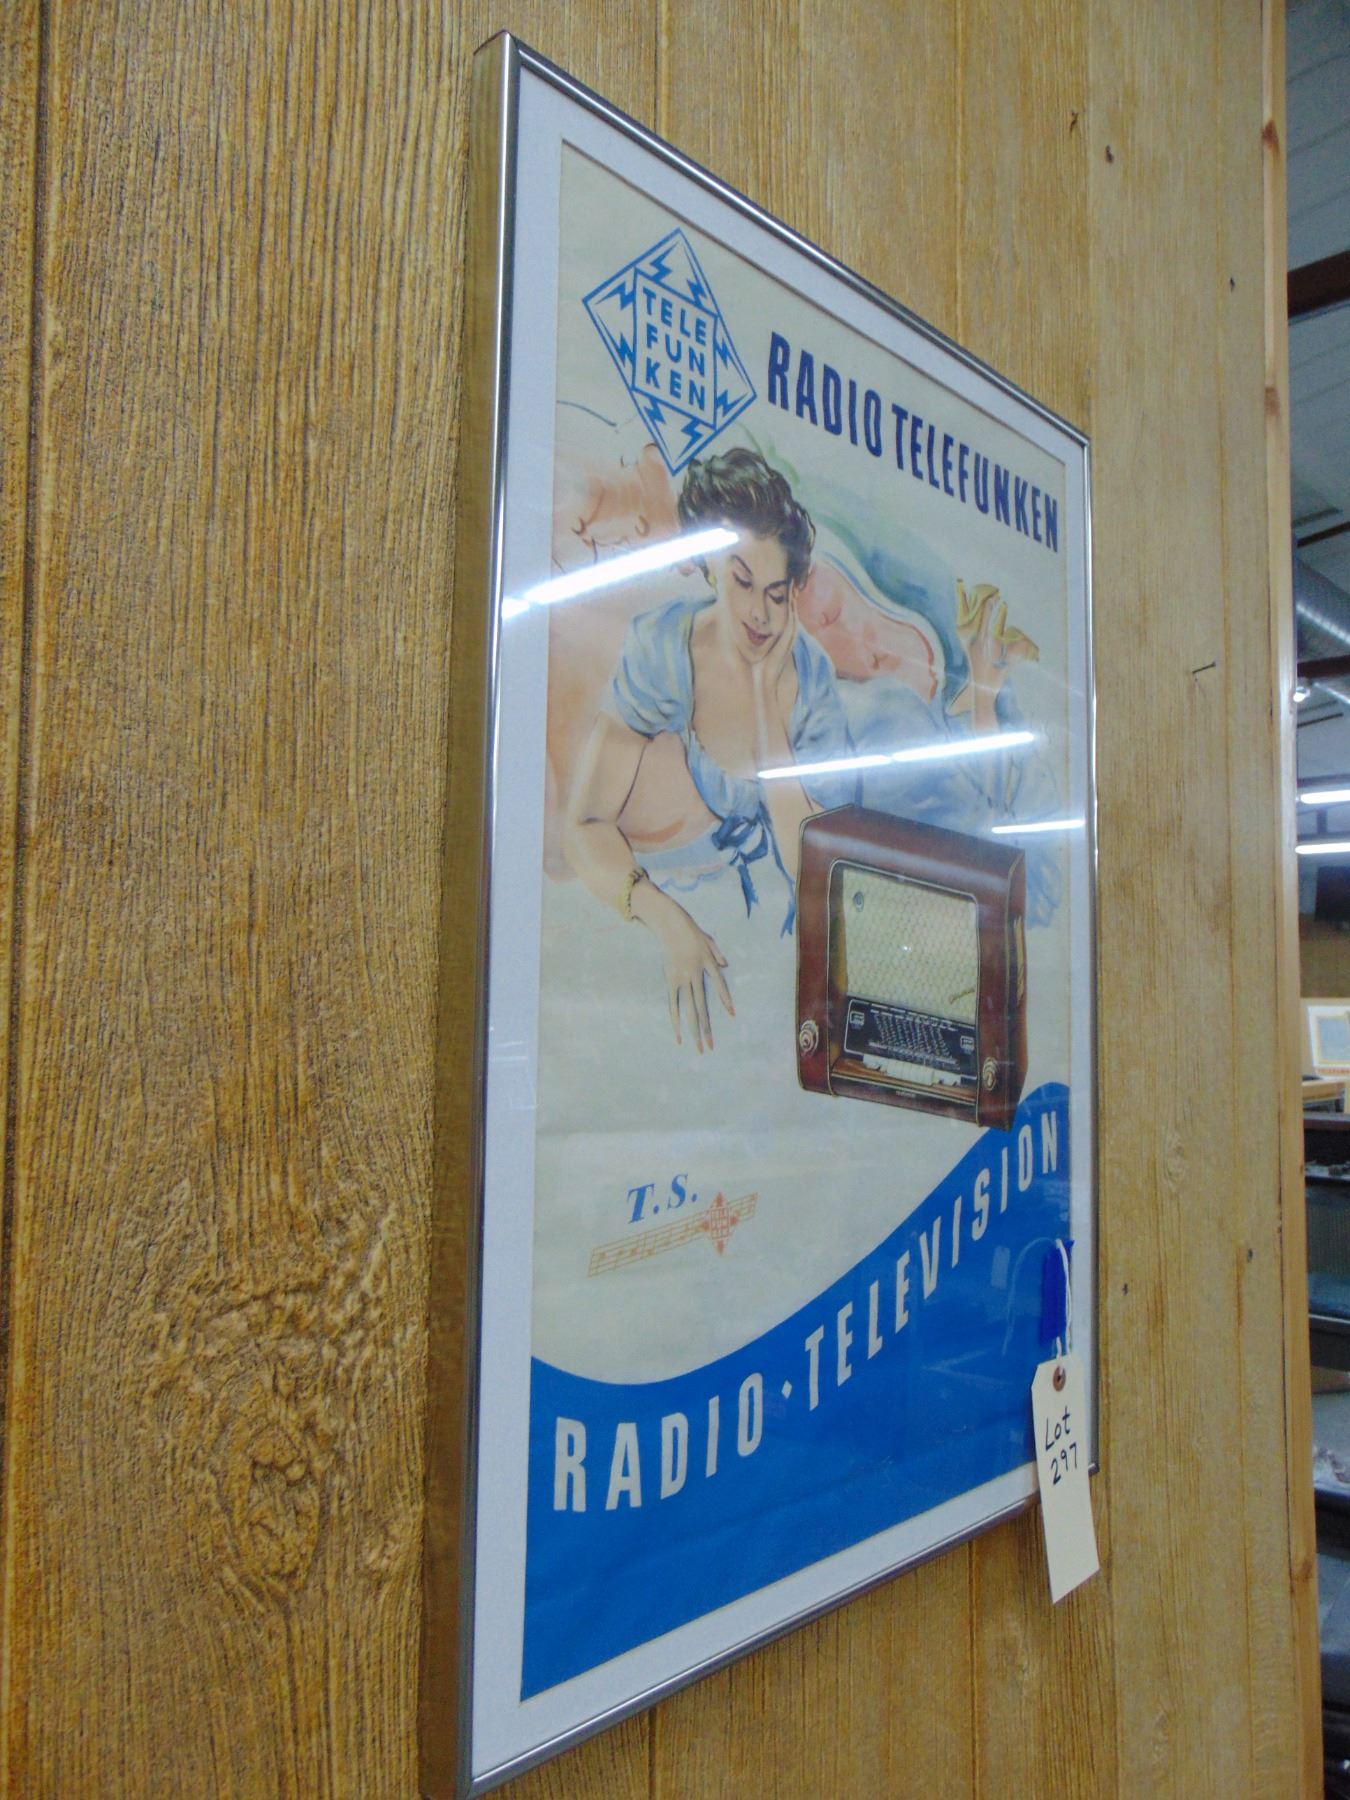 TELE
FUN
KEN
RADIO TELEFUNKEN
T. S.
RADIO · TELEVISION
Lot
297